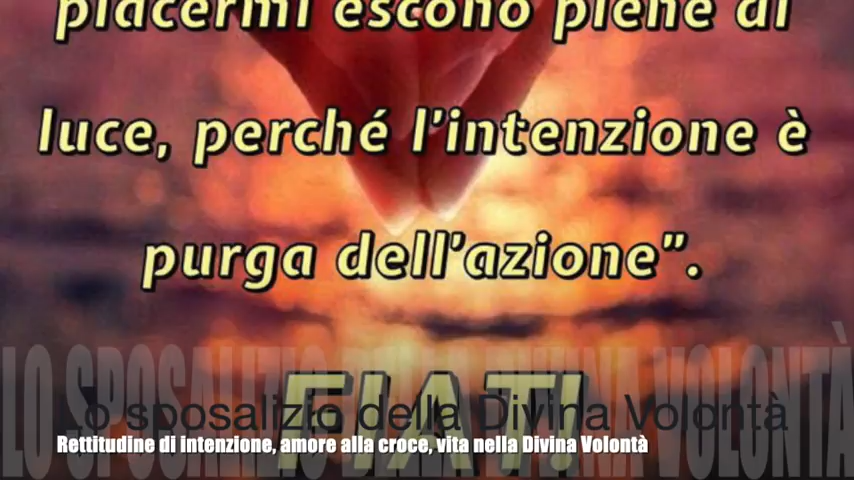 piacermi escono piene di
luce, perché l'intenzione è
purga dell'azione".
FIAT!
LO SPOSALIZIO DELLA DIVINA VOLONTÀ
Lo sposalizio della Divina Volontà
Rettitudine di intenzione, amore alla croce, vita nella Divina Volontà